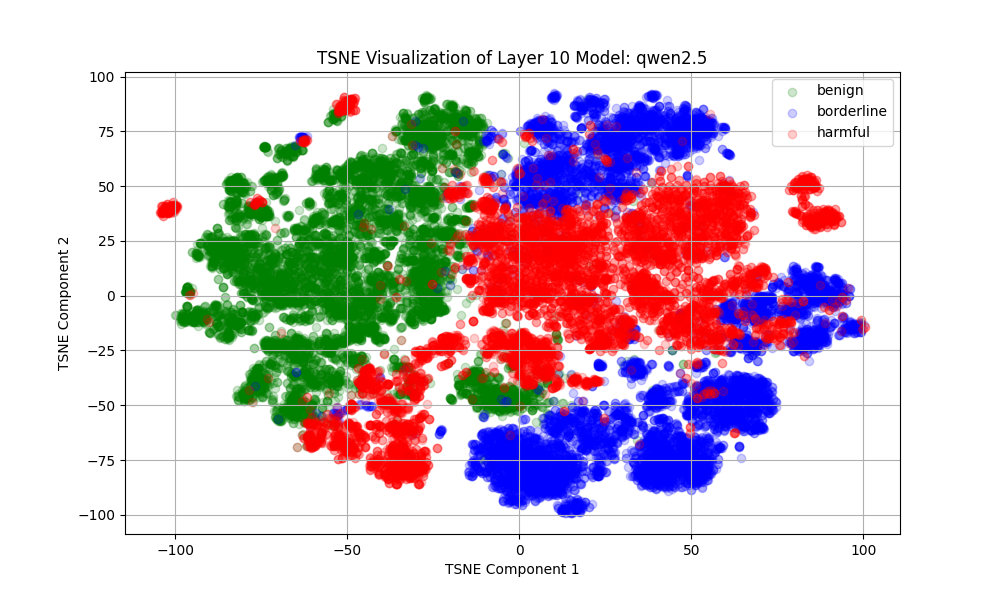 TSNE Visualization of Layer 10 Model: qwen2.5
benign
borderline
harmful
TSNE Component 2
100
75
50
25
0
−25
−50
−75
−100
−100
−50
0
50
100
TSNE Component 1